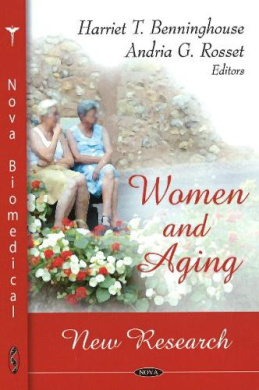 Harriet T. Benninghouse
Andria G. Rosset
Editors
Nova Biomedical
Women
and
Aging
New Research
NOVA